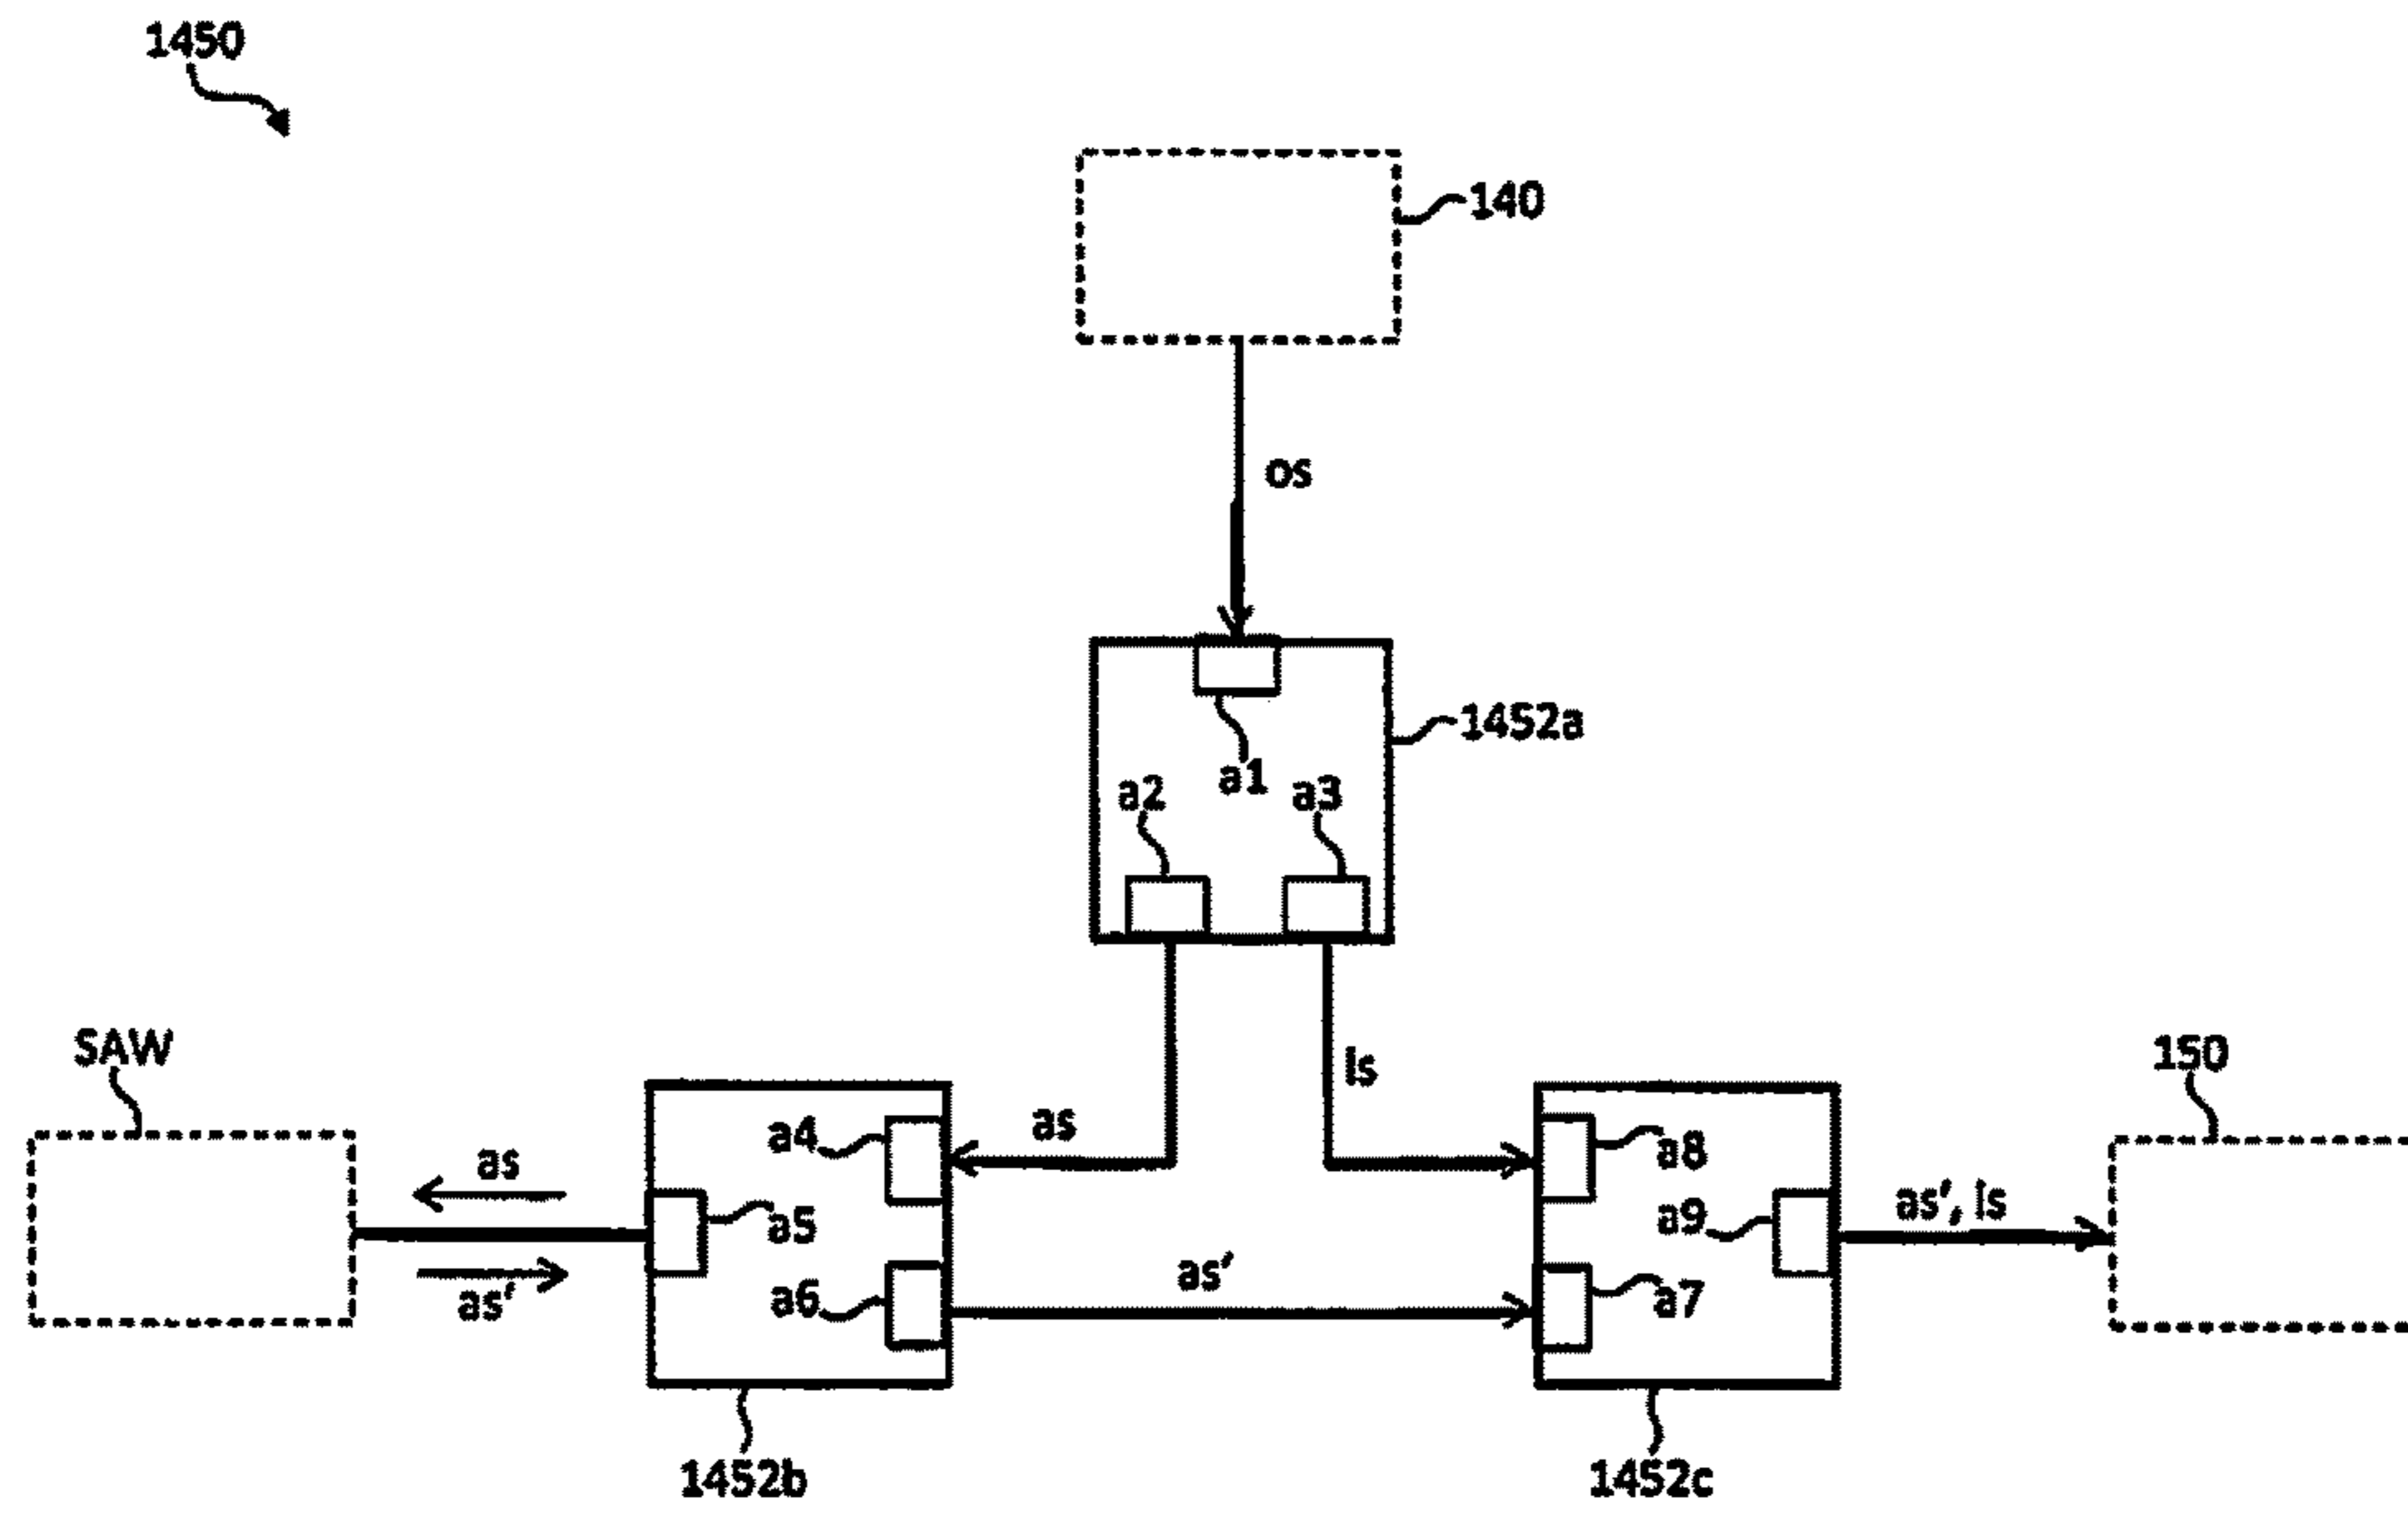 1450
140
os
1452a
a1
a2
a3
SAW
ls
150
as
a4
as
a8
as', ls
a5
a9
as'
a6
as'
a7
1452b
1452c